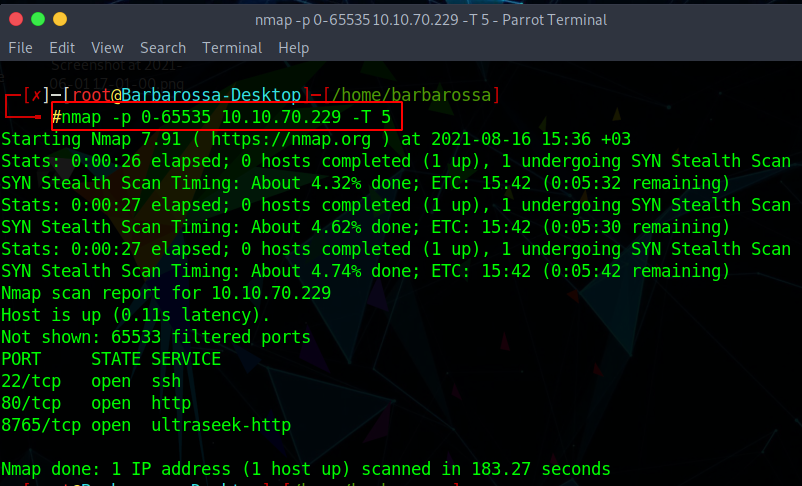 nmap -p 0-65535 10.10.70.229 -T 5 - Parrot Terminal
File Edit View Search Terminal Help
Screenshot at 2021-
06-01 17-01-00.png
[✗]─[root@Barbarossa-Desktop]─[/home/barbarossa]
#nmap -p 0-65535 10.10.70.229 -T 5
Starting Nmap 7.91 ( https://nmap.org ) at 2021-08-16 15:36 +03
Stats: 0:00:26 elapsed; 0 hosts completed (1 up), 1 undergoing SYN Stealth Scan
SYN Stealth Scan Timing: About 4.32% done; ETC: 15:42 (0:05:32 remaining)
Stats: 0:00:27 elapsed; 0 hosts completed (1 up), 1 undergoing SYN Stealth Scan
SYN Stealth Scan Timing: About 4.62% done; ETC: 15:42 (0:05:30 remaining)
Stats: 0:00:27 elapsed; 0 hosts completed (1 up), 1 undergoing SYN Stealth Scan
SYN Stealth Scan Timing: About 4.74% done; ETC: 15:42 (0:05:42 remaining)
Nmap scan report for 10.10.70.229
Host is up (0.11s latency).
Not shown: 65533 filtered ports
PORT     STATE SERVICE
22/tcp   open  ssh
80/tcp   open  http
8765/tcp open  ultraseek-http
Nmap done: 1 IP address (1 host up) scanned in 183.27 seconds